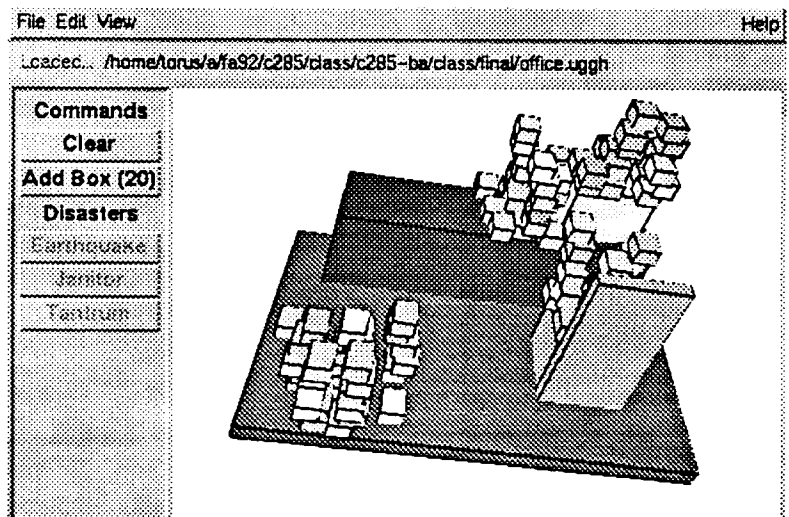 File Edit View Help
Loaded... /home/torus/a/fa92/c285/class/c285-ba/class/final/office.uggh
Commands
Clear
Add Box (20)
Disasters
Earthquake
Janitor
Tantrum